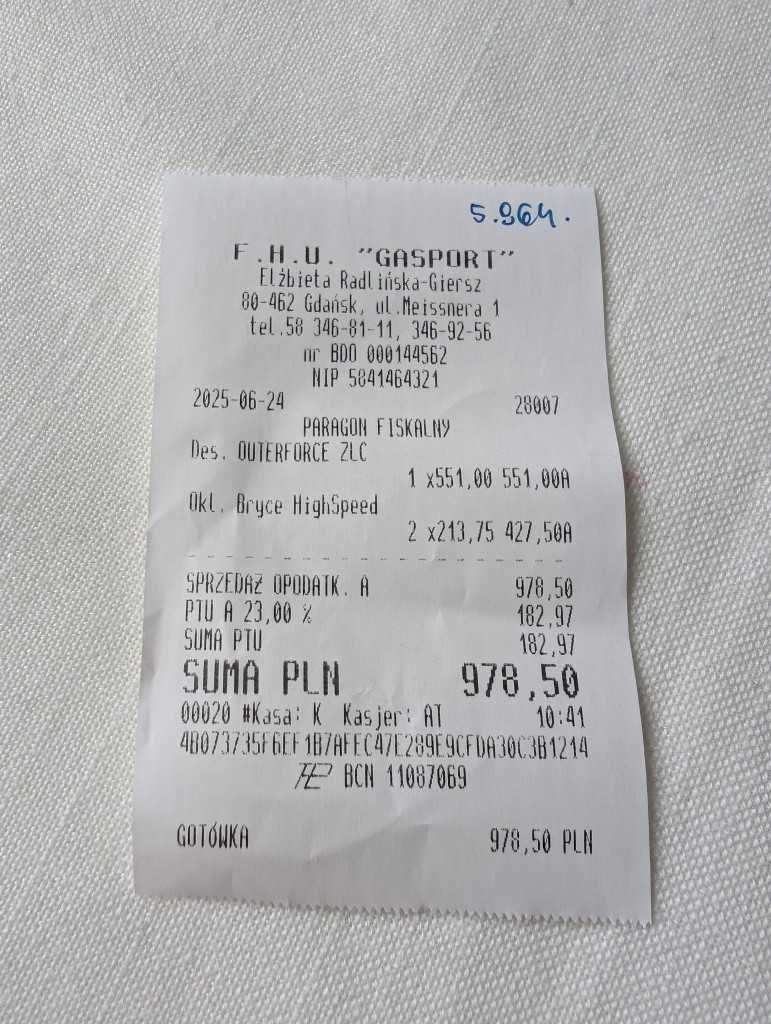 5.964.
F.H.U. "GASPORT"
Elżbieta Radlińska-Giersz
80-462 Gdańsk, ul.Meissnera 1
tel.58 346-81-11, 346-92-56
nr BDO 000144562
NIP 5841464321
2025-06-24 28007
PARAGON FISKALNY
Des. OUTERFORCE ZLC
1 x551,00 551,00A
Okl. Bryce HighSpeed
2 x213,75 427,50A
SPRZEDAŻ OPODATK. A 978,50
PTU A 23,00 % 182,97
SUMA PTU 182,97
SUMA PLN 978,50
00020 #Kasa: K Kasjer: AT 10:41
4B073735F6EF1B7AFEC47E289E9CFDA30C3B1214
BCN 11087069
GOTÓWKA 978,50 PLN